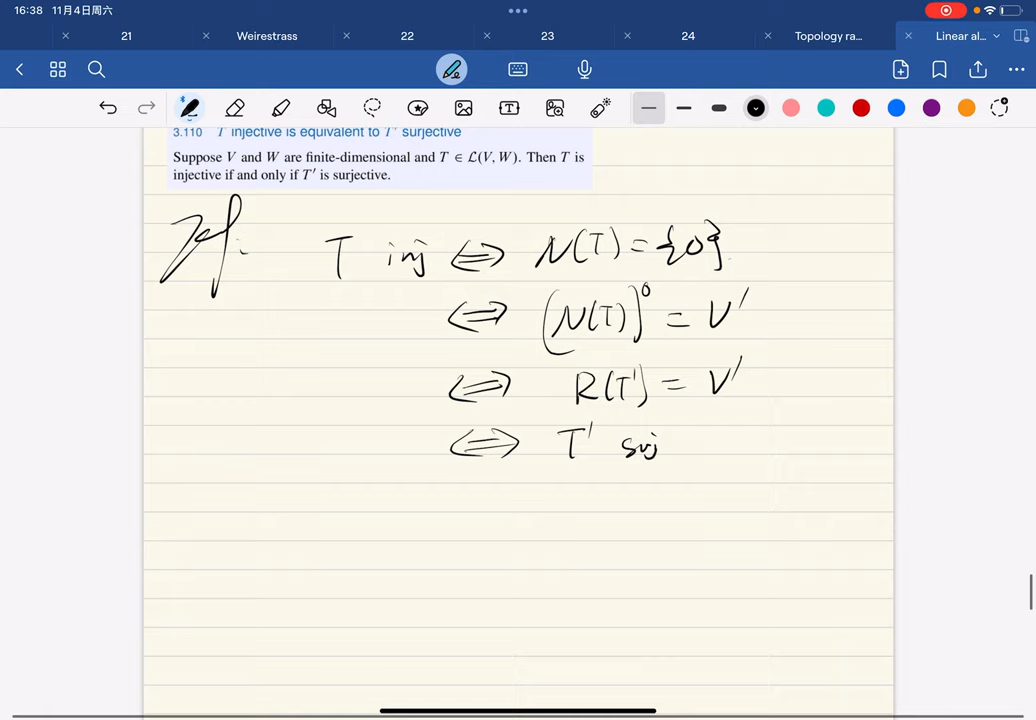 16:38 11月4日周六
21
Weirestrass
22
23
24
Topology ra...
Linear al...
3.110 T injective is equivalent to T′ surjective
Suppose V and W are finite-dimensional and T ∈ ℒ(V, W). Then T is
injective if and only if T′ is surjective.
Pf: T inj ⇔ N(T) = {0}.
⇔ (N(T))⁰ = V′
⇔ R(T′) = V′
⇔ T′ surj